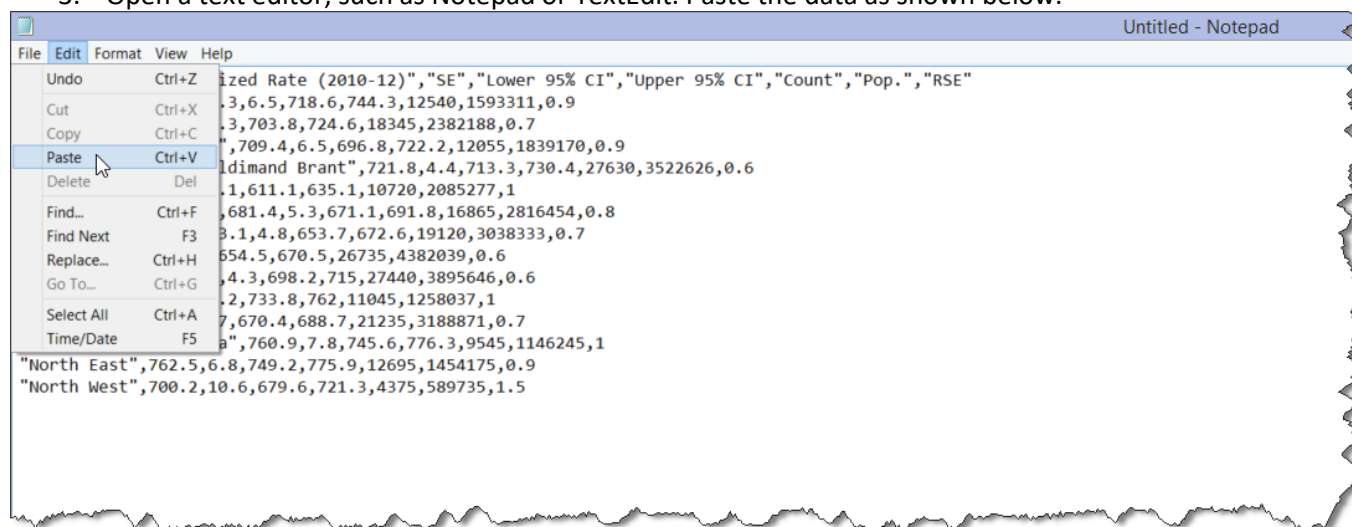 Open a text editor, such as Notepad or TextEdit. Paste the data as shown below.
Untitled - Notepad
File Edit Format View Help
Undo Ctrl+Z
Cut Ctrl+X
Copy Ctrl+C
Paste Ctrl+V
Delete Del
Find... Ctrl+F
Find Next F3
Replace... Ctrl+H
Go To... Ctrl+G
Select All Ctrl+A
Time/Date F5
ized Rate (2010-12)","SE","Lower 95% CI","Upper 95% CI","Count","Pop.","RSE"
.3,6.5,718.6,744.3,12540,1593311,0.9
.3,703.8,724.6,18345,2382188,0.7
",709.4,6.5,696.8,722.2,12055,1839170,0.9
ldimand Brant",721.8,4.4,713.3,730.4,27630,3522626,0.6
.1,611.1,635.1,10720,2085277,1
,681.4,5.3,671.1,691.8,16865,2816454,0.8
3.1,4.8,653.7,672.6,19120,3038333,0.7
654.5,670.5,26735,4382039,0.6
,4.3,698.2,715,27440,3895646,0.6
.2,733.8,762,11045,1258037,1
7,670.4,688.7,21235,3188871,0.7
a",760.9,7.8,745.6,776.3,9545,1146245,1
"North East",762.5,6.8,749.2,775.9,12695,1454175,0.9
"North West",700.2,10.6,679.6,721.3,4375,589735,1.5